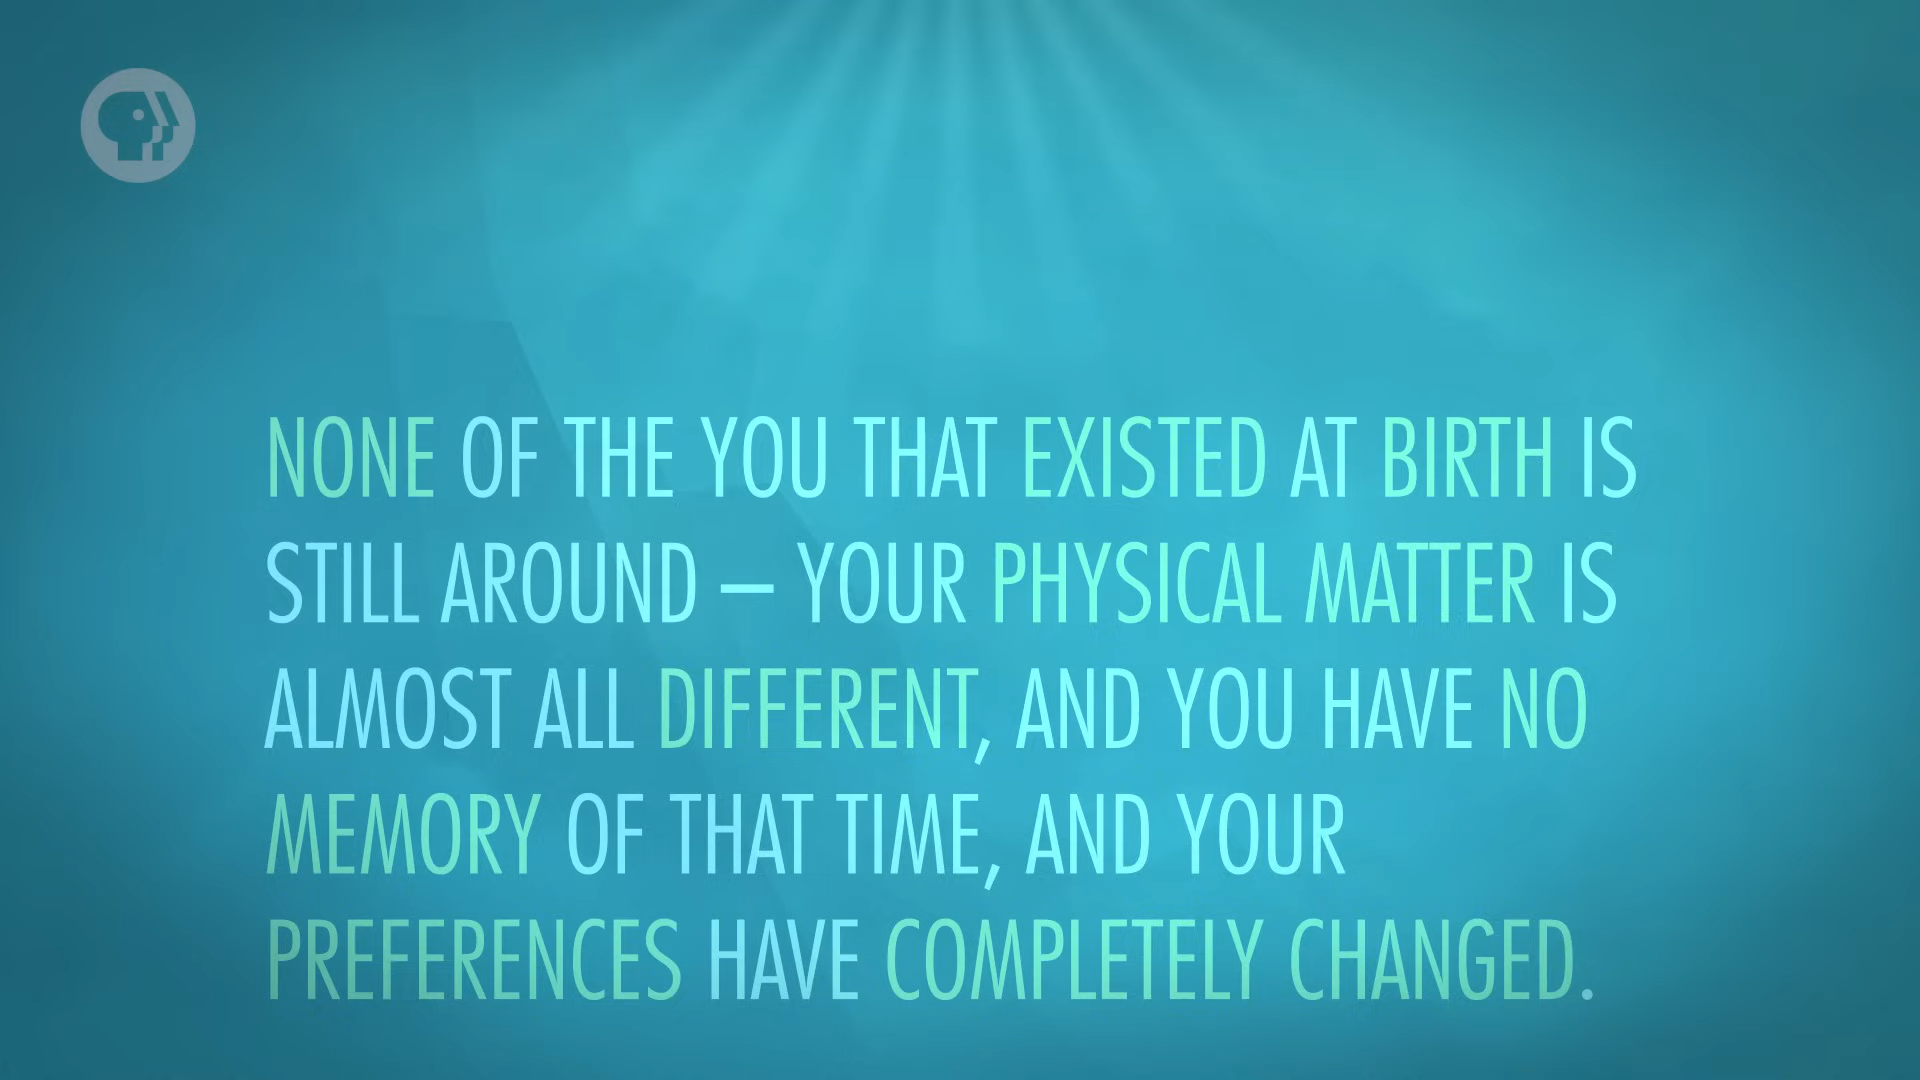 NONE OF THE YOU THAT EXISTED AT BIRTH IS
STILL AROUND – YOUR PHYSICAL MATTER IS
ALMOST ALL DIFFERENT, AND YOU HAVE NO
MEMORY OF THAT TIME, AND YOUR
PREFERENCES HAVE COMPLETELY CHANGED.